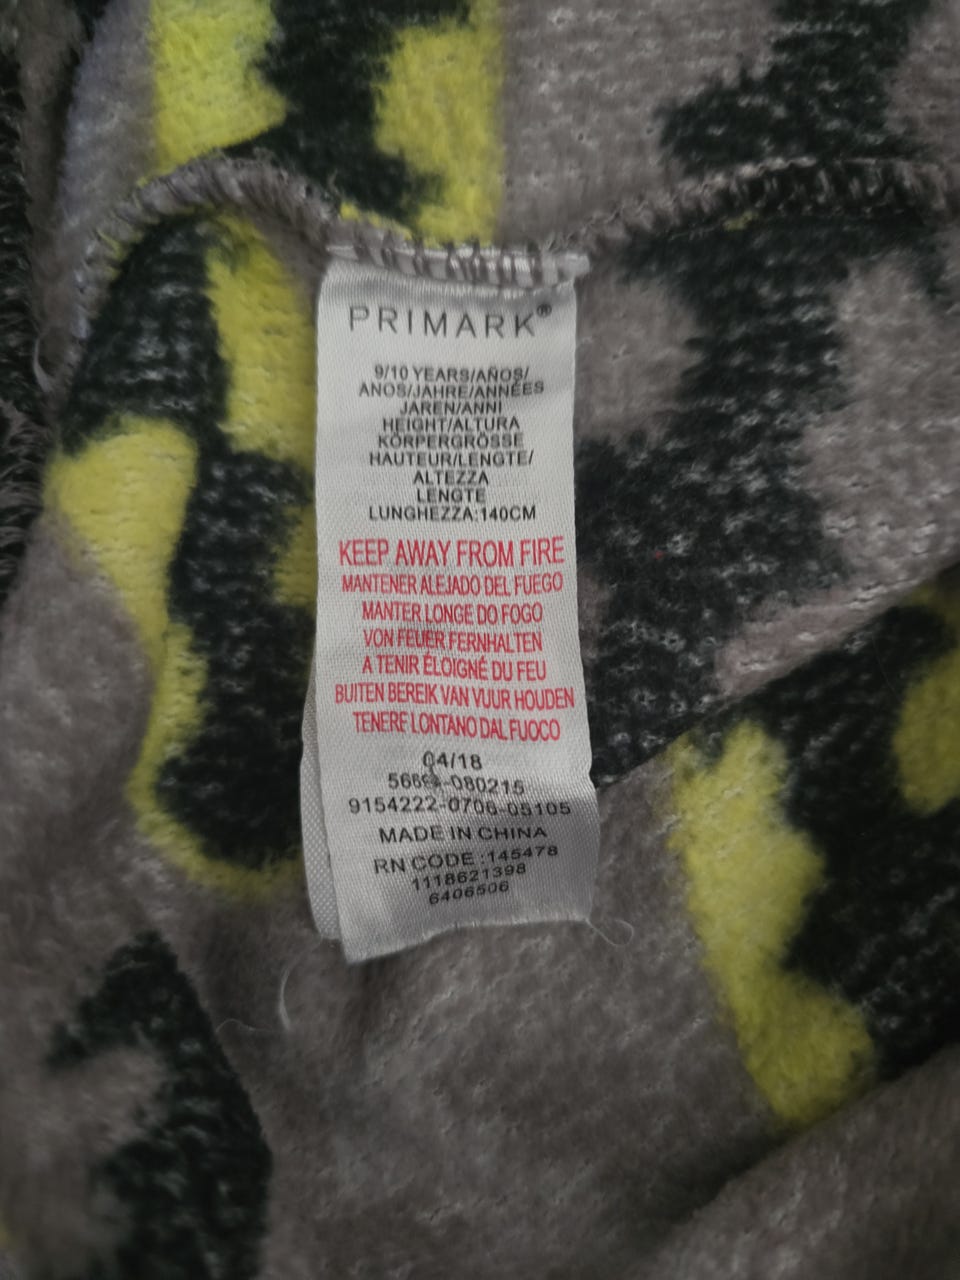 PRIMARK®
9/10 YEARS/AÑOS/
ANOS/JAHRE/ANNÉES
JAREN/ANNI
HEIGHT/ALTURA
KÖRPERGRÖSSE
HAUTEUR/LENGTE/
ALTEZZA
LENGTE
LUNGHEZZA:140CM
KEEP AWAY FROM FIRE
MANTENER ALEJADO DEL FUEGO
MANTER LONGE DO FOGO
VON FEUER FERNHALTEN
A TENIR ÉLOIGNÉ DU FEU
BUITEN BEREIK VAN VUUR HOUDEN
TENERE LONTANO DAL FUOCO
04/18
9154222-0706-05105
MADE IN CHINA
RN CODE :145478
1118621398
6406506